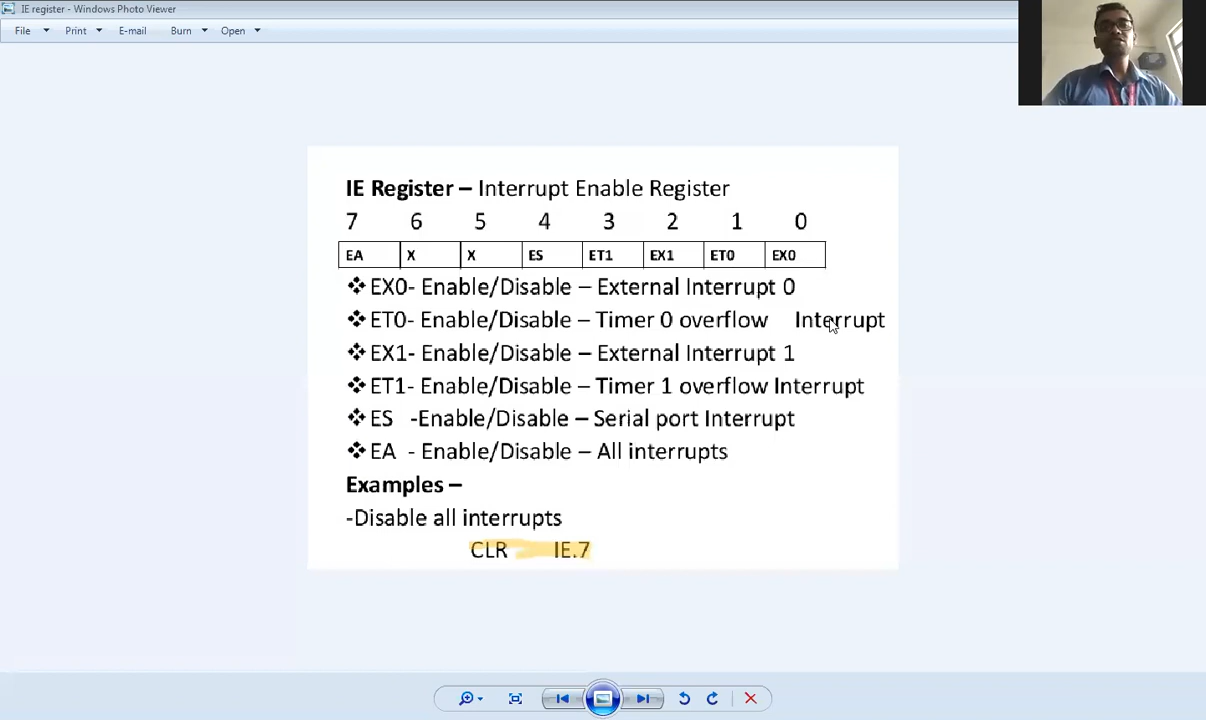 IE register - Windows Photo Viewer
File Print E-mail Burn Open
IE Register – Interrupt Enable Register
7 6 5 4 3 2 1 0
EA X X ES ET1 EX1 ET0 EX0
❖EX0- Enable/Disable – External Interrupt 0
❖ET0- Enable/Disable – Timer 0 overflow Interrupt
❖EX1- Enable/Disable – External Interrupt 1
❖ET1- Enable/Disable – Timer 1 overflow Interrupt
❖ES -Enable/Disable – Serial port Interrupt
❖EA - Enable/Disable – All interrupts
Examples –
-Disable all interrupts
CLR IE.7